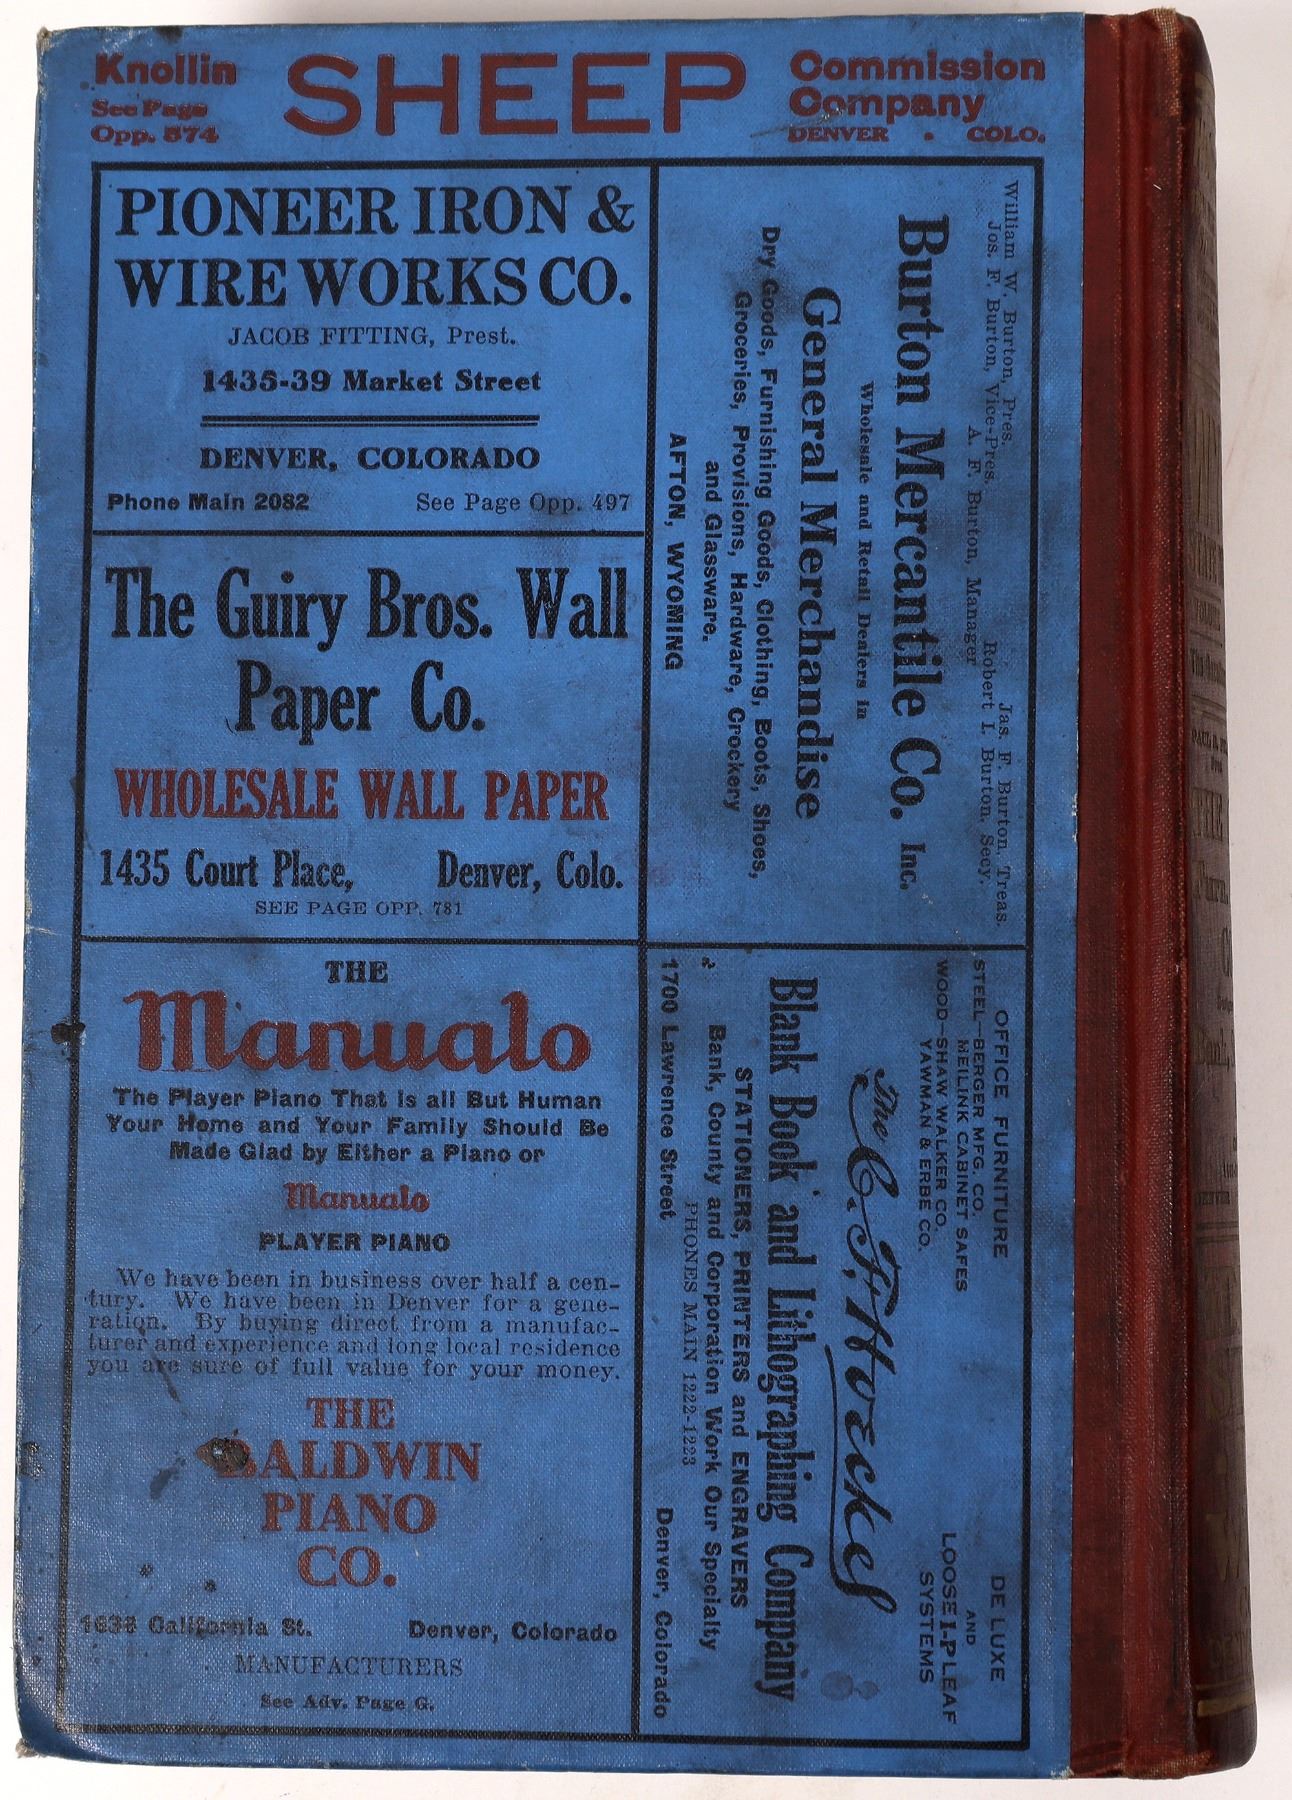 Knollin
See Page
Opp. 574
SHEEP
Commission
Company
DENVER . COLO.
PIONEER IRON &
WIRE WORKS CO.
JACOB FITTING, Prest.
1435-39 Market Street
DENVER, COLORADO
Phone Main 2082 See Page Opp. 497
The Guiry Bros. Wall
Paper Co.
WHOLESALE WALL PAPER
1435 Court Place, Denver, Colo.
SEE PAGE OPP. 781
THE
Manualo
The Player Piano That is all But Human
Your Home and Your Family Should Be
Made Glad by Either a Piano or
Manualo
PLAYER PIANO
We have been in business over half a cen-
tury. We have been in Denver for a gene-
ration. By buying direct from a manufac-
turer and experience and long local residence
you are sure of full value for your money.
THE
BALDWIN
PIANO
CO.
California St. Denver, Colorado
MANUFACTURERS
See Adv. Page G.
William W. Burton, Pres. Jas. F. Burton, Treas.
Jos. F. Burton, Vice-Pres. Robert I. Burton, Secy.
A. F. Burton, Manager
Burton Mercantile Co. Inc.
Wholesale and Retail Dealers in
General Merchandise
Dry Goods, Furnishing Goods, Clothing, Boots, Shoes,
Groceries, Provisions, Hardware, Crockery
and Glassware.
AFTON, WYOMING
OFFICE FURNITURE
STEEL—BERGER MFG. CO.
MEILINK CABINET SAFES
WOOD—SHAW WALKER CO.
YAWMAN & ERBE CO.
DE LUXE
AND
LOOSE I-P LEAF
SYSTEMS
The C. F. Hoeckel
Blank Book and Lithographing Company
STATIONERS, PRINTERS and ENGRAVERS
Bank, County and Corporation Work Our Specialty
PHONES MAIN 1222-1223
1700 Lawrence Street Denver, Colorado